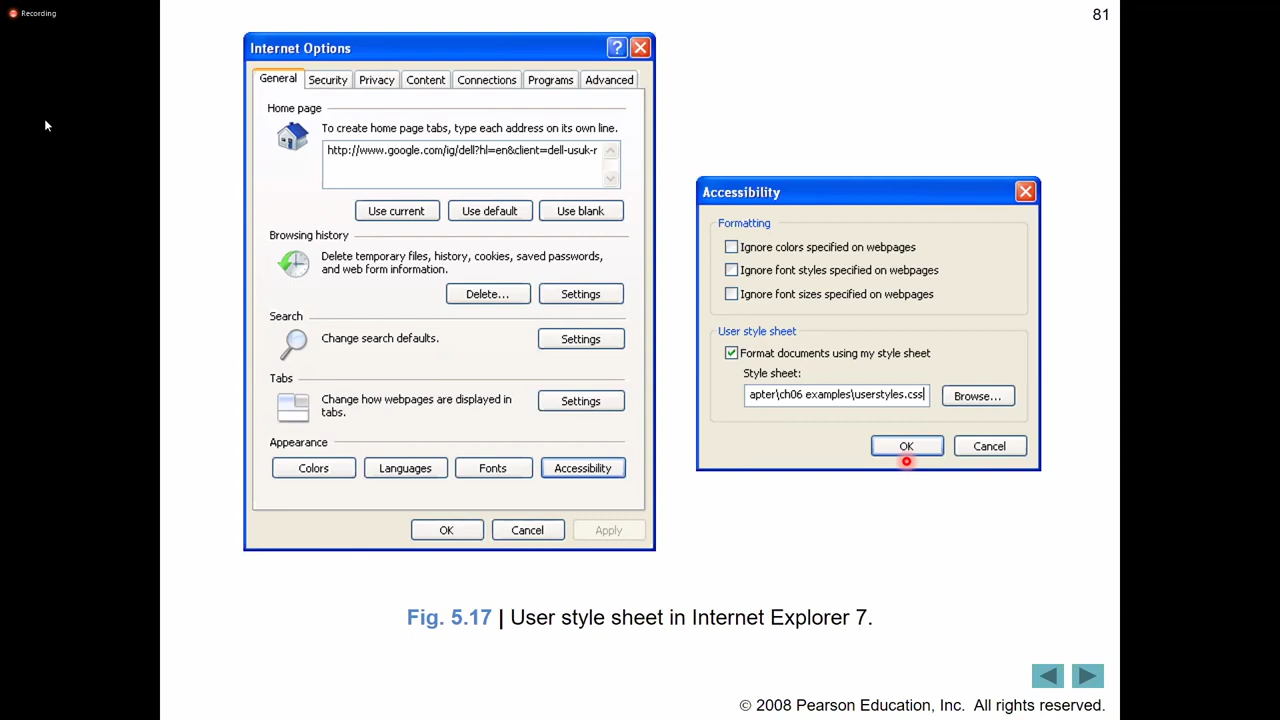 Recording
81
Internet Options
General Security Privacy Content Connections Programs Advanced
Home page
To create home page tabs, type each address on its own line.
http://www.google.com/ig/dell?hl=en&client=dell-usuk-r
Use current Use default Use blank
Browsing history
Delete temporary files, history, cookies, saved passwords,
and web form information.
Delete... Settings
Search
Change search defaults.
Settings
Tabs
Change how webpages are displayed in
tabs.
Settings
Appearance
Colors Languages Fonts Accessibility
OK Cancel Apply
Accessibility
Formatting
Ignore colors specified on webpages
Ignore font styles specified on webpages
Ignore font sizes specified on webpages
User style sheet
Format documents using my style sheet
Style sheet:
apter\ch06 examples\userstyles.css
Browse...
OK Cancel
Fig. 5.17 | User style sheet in Internet Explorer 7.
© 2008 Pearson Education, Inc. All rights reserved.